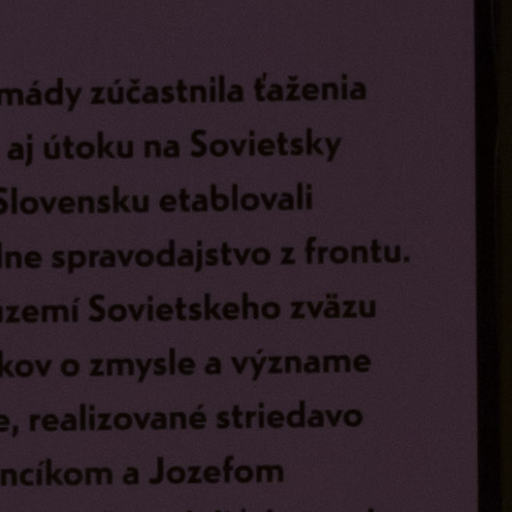 mády zúčastnila ťaženia
aj útoku na Sovietsky
Slovensku etablovali
lne spravodajstvo z frontu.
území Sovietskeho zväzu
kov o zmysle a význame
e, realizované striedavo
ncíkom a Jozefom